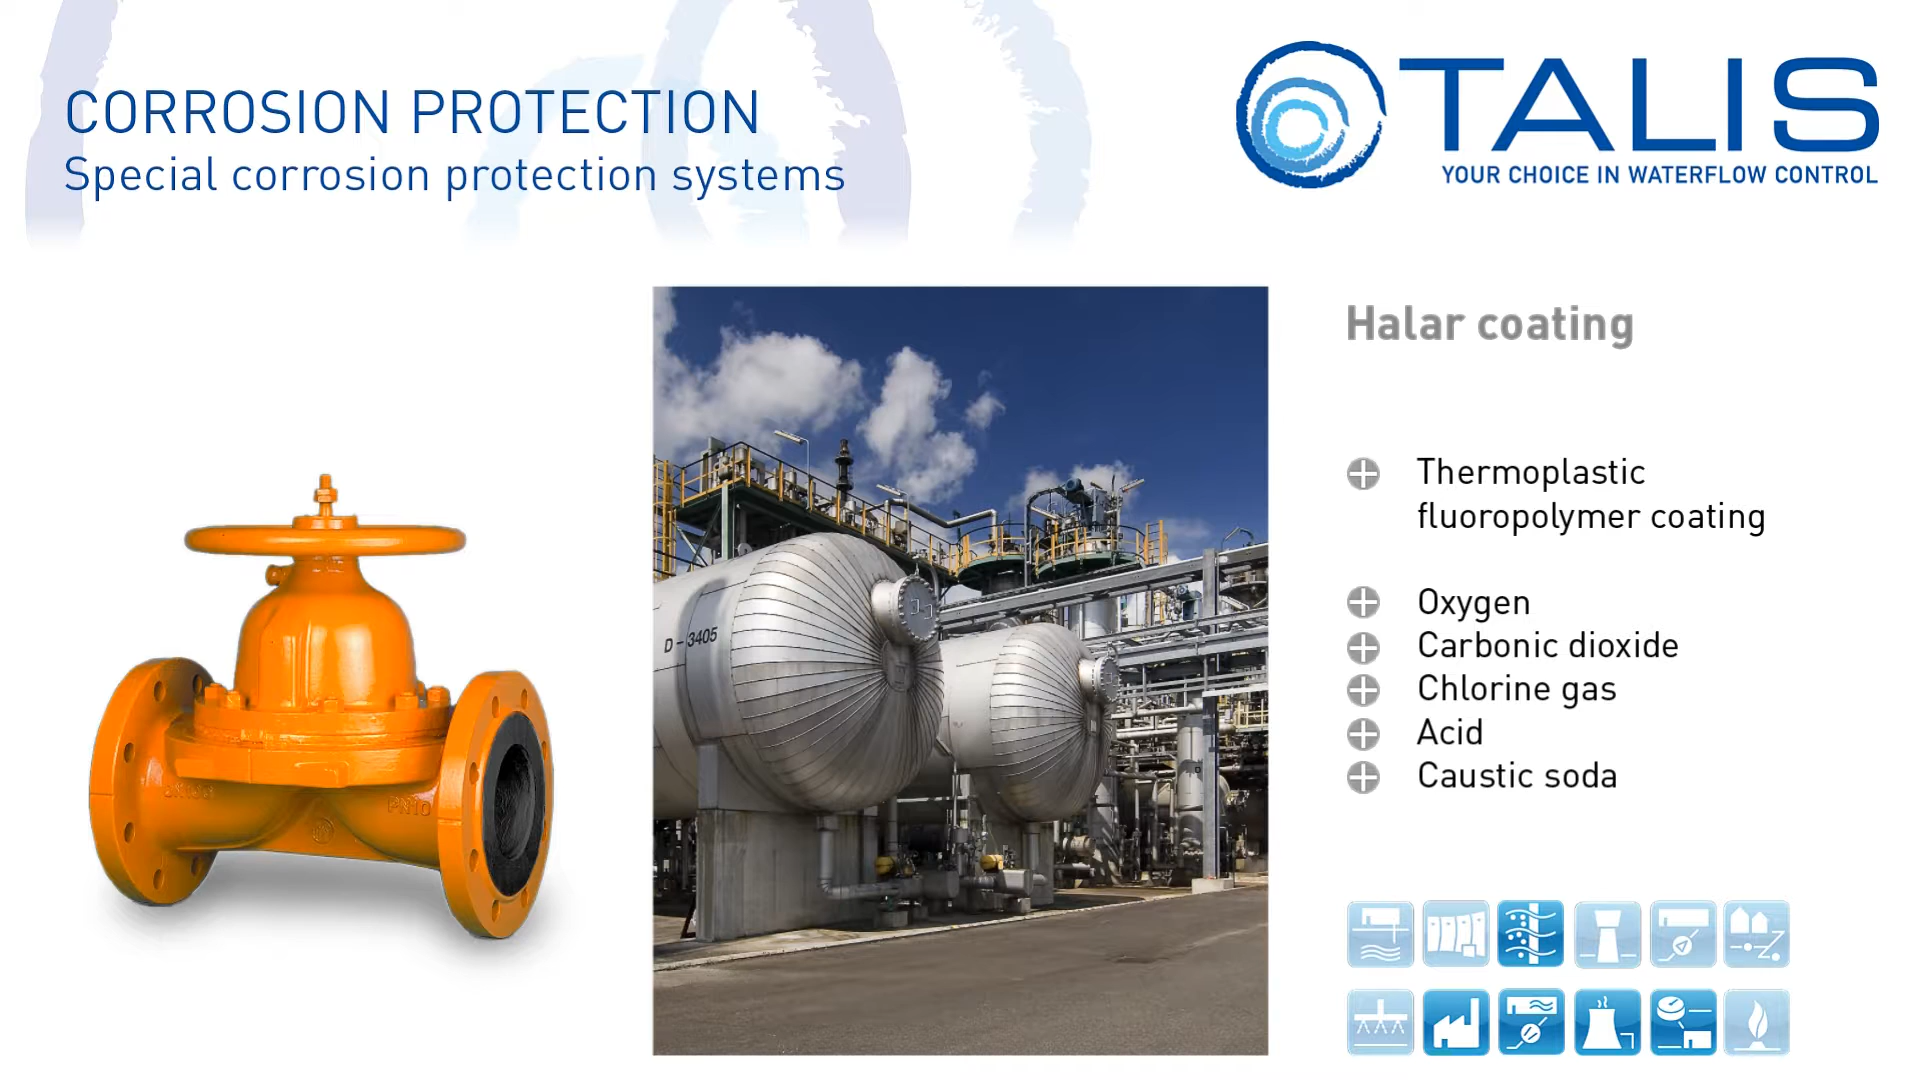 CORROSION PROTECTION
Special corrosion protection systems
TALIS
YOUR CHOICE IN WATERFLOW CONTROL
D - 3405
PN10
Halar coating
Thermoplastic
fluoropolymer coating
Oxygen
Carbonic dioxide
Chlorine gas
Acid
Caustic soda